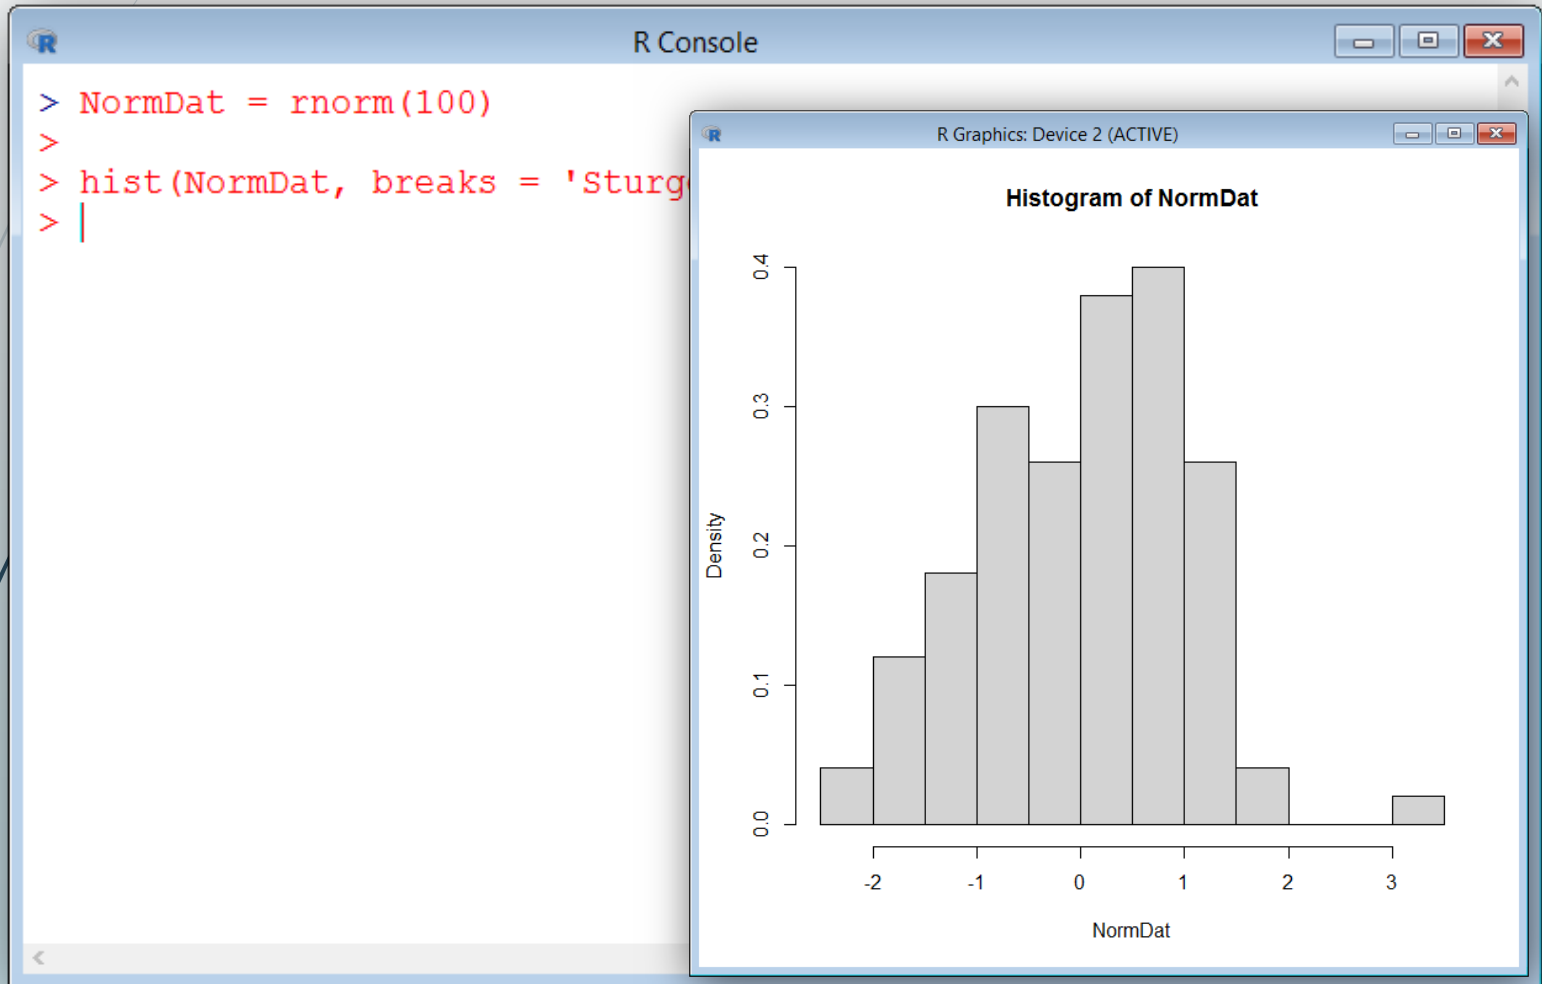 R Console
> NormDat = rnorm(100)
>
> hist(NormDat, breaks = 'Sturg
>
R Graphics: Device 2 (ACTIVE)
Histogram of NormDat
Density
0.4
0.3
0.2
0.1
0.0
-2 -1 0 1 2 3
NormDat